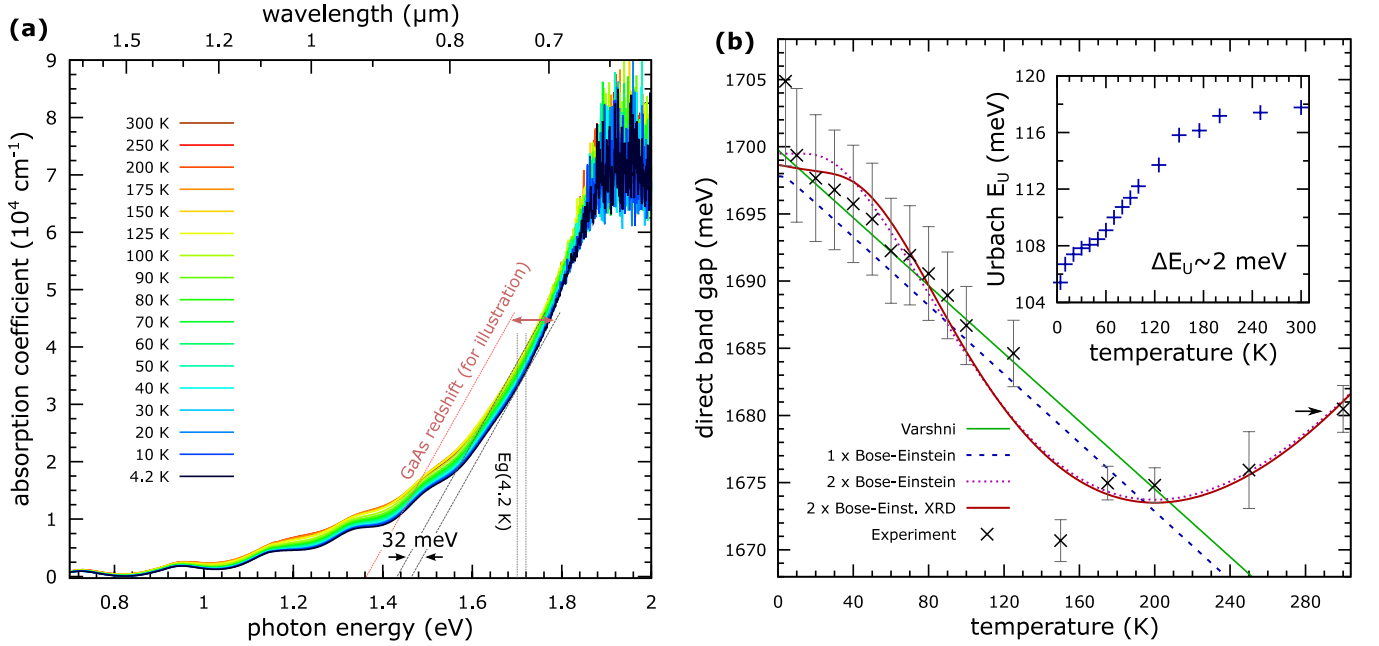 (a)
wavelength (μm)
1.5 1.2 1 0.8 0.7
absorption coefficient (10⁴ cm⁻¹)
9
8
7
6
5
4
3
2
1
0
300 K
250 K
200 K
175 K
150 K
125 K
100 K
90 K
80 K
70 K
60 K
50 K
40 K
30 K
20 K
10 K
4.2 K
GaAs redshift (for illustration)
Eg(4.2 K)
32 meV
0.8 1 1.2 1.4 1.6 1.8 2
photon energy (eV)
(b)
direct band gap (meV)
1705
1700
1695
1690
1685
1680
1675
1670
Varshni
1 x Bose-Einstein
2 x Bose-Einstein
2 x Bose-Einst. XRD
Experiment
0 40 80 120 160 200 240 280
temperature (K)
Urbach E_U (meV)
120
116
112
108
104
ΔE_U~2 meV
0 60 120 180 240 300
temperature (K)